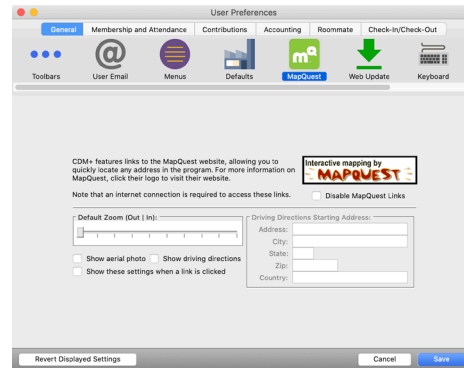 User Preferences
General Membership and Attendance Contributions Accounting Roommate Check-In/Check-Out
Toolbars User Email Menus Defaults MapQuest Web Update Keyboard
CDM+ features links to the MapQuest website, allowing you to
quickly locate any address in the program. For more information on
MapQuest, click their logo to visit their website.
Interactive mapping by
MAPQUEST
Note that an internet connection is required to access these links.
Disable MapQuest Links
Default Zoom (Out | In):
Show aerial photo Show driving directions
Show these settings when a link is clicked
Driving Directions Starting Address:
Address:
City:
State:
Zip:
Country:
Revert Displayed Settings Cancel Save